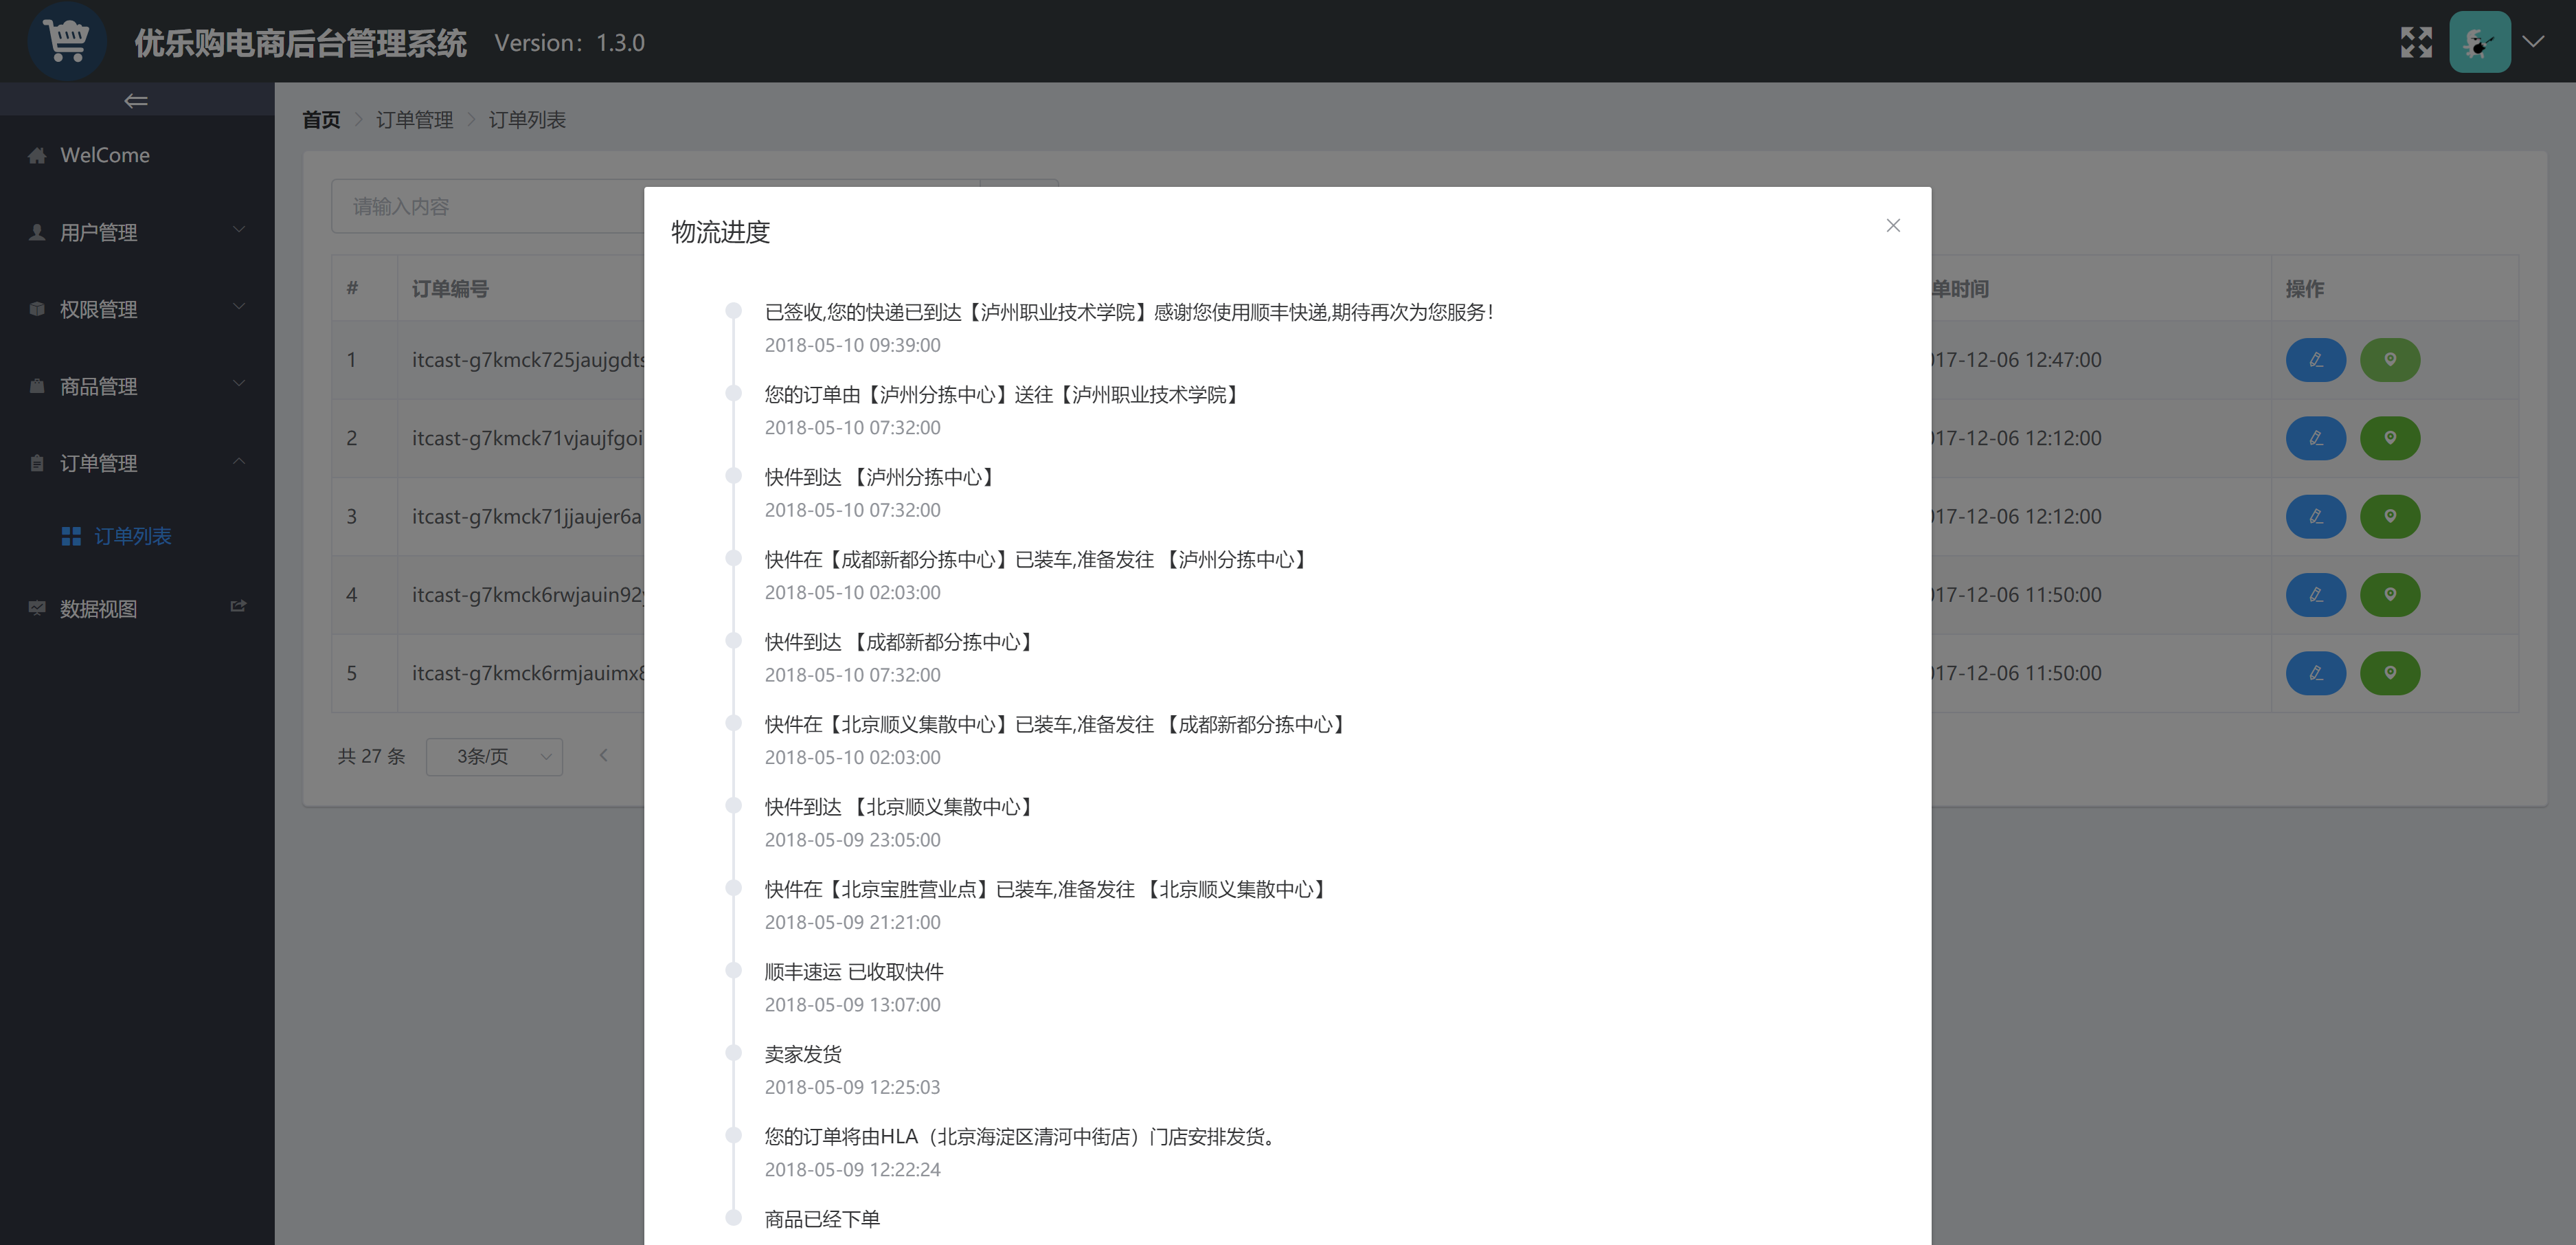 优乐购电商后台管理系统 Version：1.3.0
WelCome
用户管理
权限管理
商品管理
订单管理
订单列表
数据视图
首页 订单管理 订单列表
请输入内容
# 订单编号 单时间 操作
1 itcast-g7kmck725jaujgdts 17-12-06 12:47:00
2 itcast-g7kmck71vjaujfgoi 17-12-06 12:12:00
3 itcast-g7kmck71jjaujer6a 17-12-06 12:12:00
4 itcast-g7kmck6rwjauin92 17-12-06 11:50:00
5 itcast-g7kmck6rmjauimx8 17-12-06 11:50:00
共 27 条 3条/页
物流进度
已签收,您的快递已到达【泸州职业技术学院】感谢您使用顺丰快递,期待再次为您服务！
2018-05-10 09:39:00
您的订单由【泸州分拣中心】送往【泸州职业技术学院】
2018-05-10 07:32:00
快件到达 【泸州分拣中心】
2018-05-10 07:32:00
快件在【成都新都分拣中心】已装车,准备发往 【泸州分拣中心】
2018-05-10 02:03:00
快件到达 【成都新都分拣中心】
2018-05-10 07:32:00
快件在【北京顺义集散中心】已装车,准备发往 【成都新都分拣中心】
2018-05-10 02:03:00
快件到达 【北京顺义集散中心】
2018-05-09 23:05:00
快件在【北京宝胜营业点】已装车,准备发往 【北京顺义集散中心】
2018-05-09 21:21:00
顺丰速运 已收取快件
2018-05-09 13:07:00
卖家发货
2018-05-09 12:25:03
您的订单将由HLA（北京海淀区清河中街店）门店安排发货。
2018-05-09 12:22:24
商品已经下单